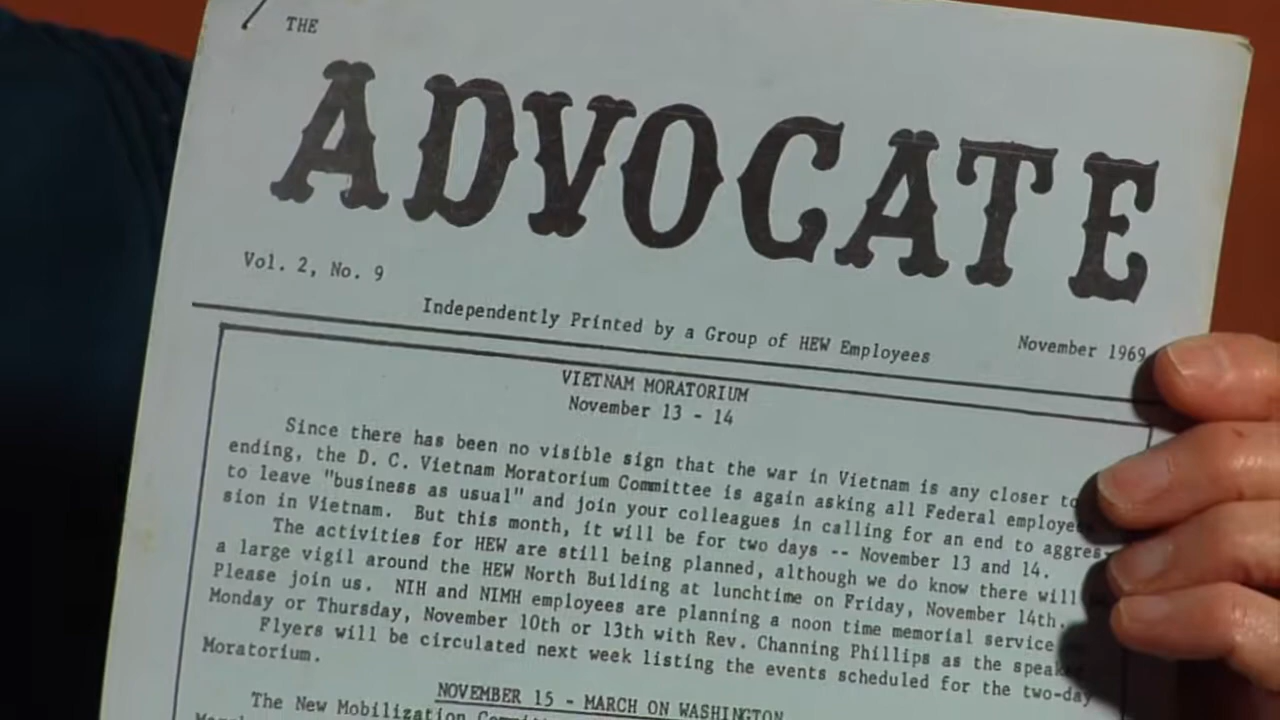 THE
ADVOCATE
Vol. 2, No. 9
Independently Printed by a Group of HEW Employees
November 1969
VIETNAM MORATORIUM
November 13 - 14
Since there has been no visible sign that the war in Vietnam is any closer to
ending, the D. C. Vietnam Moratorium Committee is again asking all Federal employees
to leave "business as usual" and join your colleagues in calling for an end to aggres-
sion in Vietnam. But this month, it will be for two days -- November 13 and 14.
The activities for HEW are still being planned, although we do know there will
a large vigil around the HEW North Building at lunchtime on Friday, November 14th.
Please join us. NIH and NIMH employees are planning a noon time memorial service
Monday or Thursday, November 10th or 13th with Rev. Channing Phillips as the speaker
Flyers will be circulated next week listing the events scheduled for the two-day
Moratorium.
NOVEMBER 15 - MARCH ON WASHINGTON
The New Mobilization